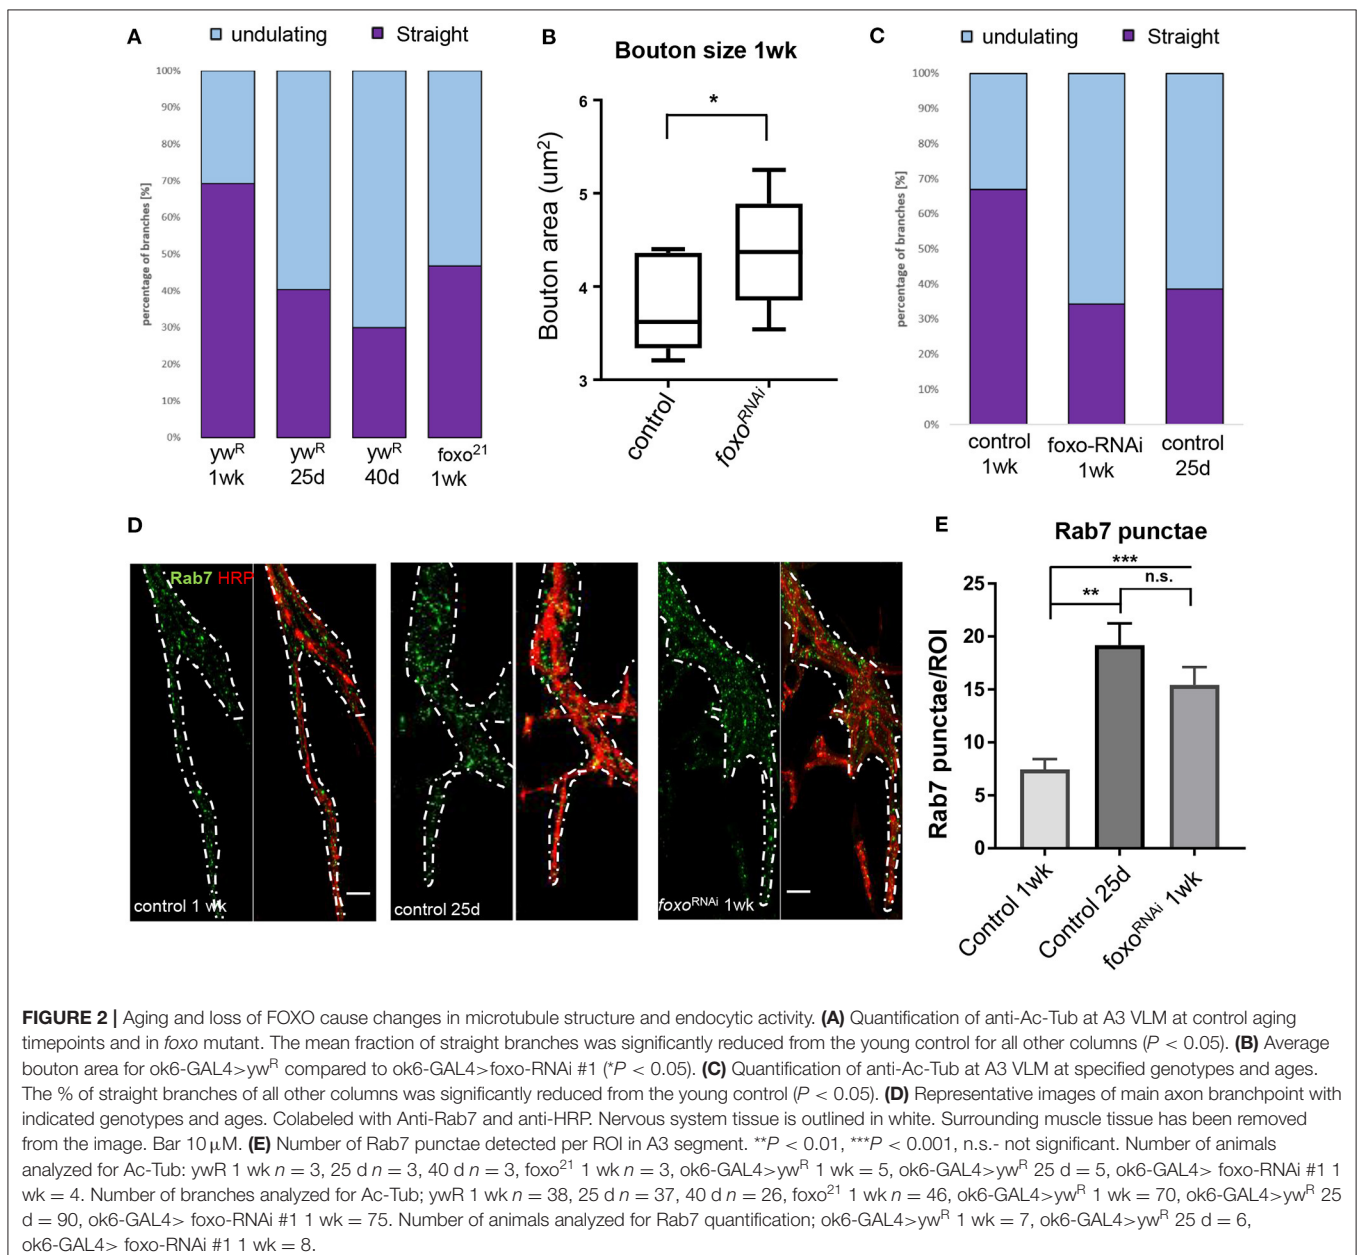 A
undulating
Straight
percentage of branches [%]
100%
90%
80%
70%
60%
50%
40%
30%
20%
10%
0%
ywR 1wk
ywR 25d
ywR 40d
foxo21 1wk
B
Bouton size 1wk
*
Bouton area (um2)
6
5
4
3
control
foxoRNAi
C
undulating
Straight
percentage of branches [%]
100%
90%
80%
70%
60%
50%
40%
30%
20%
10%
0%
control 1wk
foxo-RNAi 1wk
control 25d
D
Rab7 HRP
control 1 wk
control 25d
foxoRNAi 1wk
E
Rab7 punctae
***
n.s.
**
Rab7 punctae/ROI
25
20
15
10
5
0
Control 1wk
Control 25d
foxoRNAi 1wk
FIGURE 2 | Aging and loss of FOXO cause changes in microtubule structure and endocytic activity. (A) Quantification of anti-Ac-Tub at A3 VLM at control aging
timepoints and in foxo mutant. The mean fraction of straight branches was significantly reduced from the young control for all other columns (P < 0.05). (B) Average
bouton area for ok6-GAL4>ywR compared to ok6-GAL4>foxo-RNAi #1 (*P < 0.05). (C) Quantification of anti-Ac-Tub at A3 VLM at specified genotypes and ages.
The % of straight branches of all other columns was significantly reduced from the young control (P < 0.05). (D) Representative images of main axon branchpoint with
indicated genotypes and ages. Colabeled with Anti-Rab7 and anti-HRP. Nervous system tissue is outlined in white. Surrounding muscle tissue has been removed
from the image. Bar 10 μM. (E) Number of Rab7 punctae detected per ROI in A3 segment. **P < 0.01, ***P < 0.001, n.s.- not significant. Number of animals
analyzed for Ac-Tub: ywR 1 wk n = 3, 25 d n = 3, 40 d n = 3, foxo21 1 wk n = 3, ok6-GAL4>ywR 1 wk = 5, ok6-GAL4>ywR 25 d = 5, ok6-GAL4> foxo-RNAi #1 1
wk = 4. Number of branches analyzed for Ac-Tub; ywR 1 wk n = 38, 25 d n = 37, 40 d n = 26, foxo21 1 wk n = 46, ok6-GAL4>ywR 1 wk = 70, ok6-GAL4>ywR 25
d = 90, ok6-GAL4> foxo-RNAi #1 1 wk = 75. Number of animals analyzed for Rab7 quantification; ok6-GAL4>ywR 1 wk = 7, ok6-GAL4>ywR 25 d = 6,
ok6-GAL4> foxo-RNAi #1 1 wk = 8.